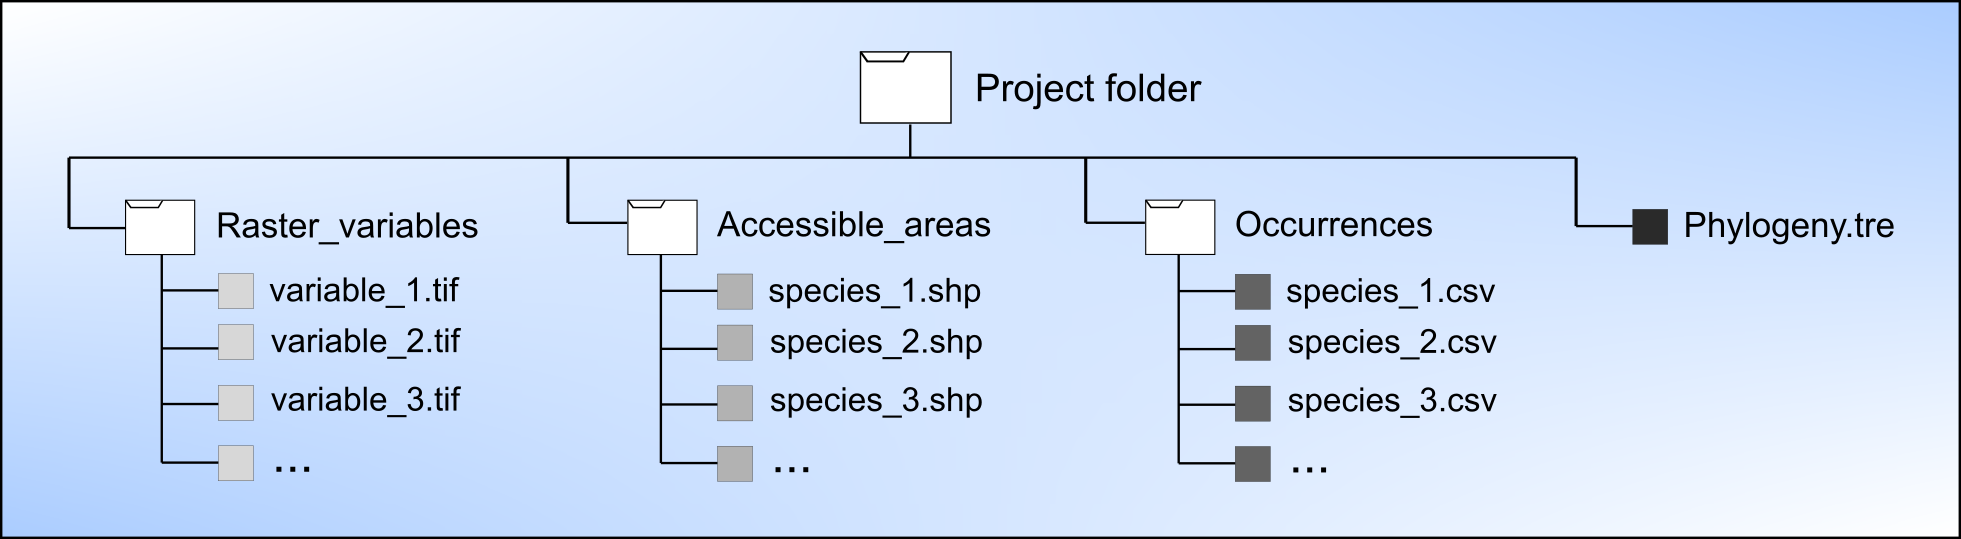 Project folder
Raster_variables
variable_1.tif
variable_2.tif
variable_3.tif
...
Accessible_areas
species_1.shp
species_2.shp
species_3.shp
...
Occurrences
species_1.csv
species_2.csv
species_3.csv
...
Phylogeny.tre